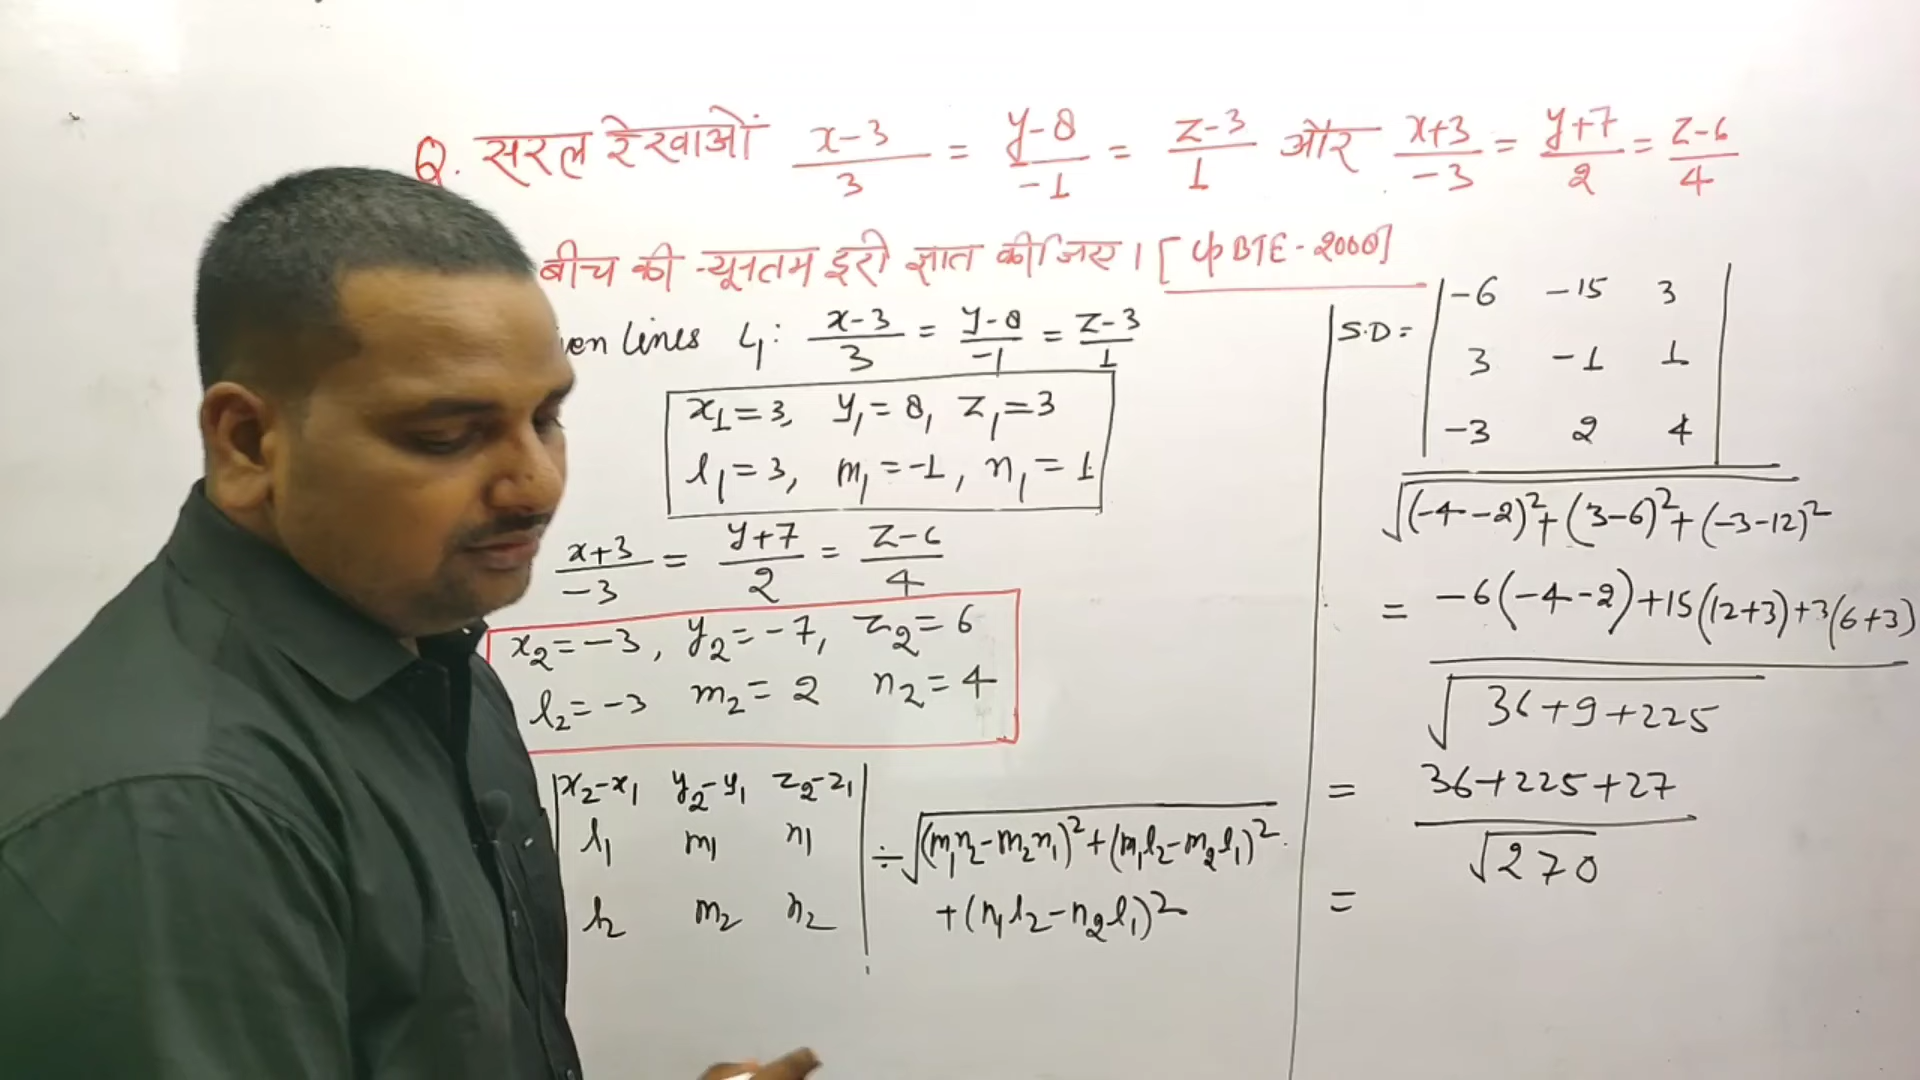 Q. सरल रेखाओं (x-3)/3 = (y-8)/-1 = (z-3)/1 और (x+3)/-3 = (y+7)/2 = (z-6)/4
बीच की न्यूनतम दूरी ज्ञात कीजिए। [UPBTE-2000]
en lines L₁: (x-3)/3 = (y-8)/-1 = (z-3)/1
x₁=3, y₁=8, z₁=3
l₁=3, m₁=-1, n₁=1
(x+3)/-3 = (y+7)/2 = (z-6)/4
x₂=-3, y₂=-7, z₂=6
l₂=-3 m₂=2 n₂=4
|x₂-x₁ y₂-y₁ z₂-z₁|
|l₁ m₁ n₁| ÷ √(m₁n₂-m₂n₁)²+(m₁l₂-m₂l₁)²
|l₂ m₂ n₂| +(n₁l₂-n₂l₁)²
S.D = |-6 -15 3|
|3 -1 1|
|-3 2 4|
√(-4-2)²+(3-6)²+(-3-12)²
= -6(-4-2)+15(12+3)+3(6+3)
√36+9+225
= 36+225+27
√270
=